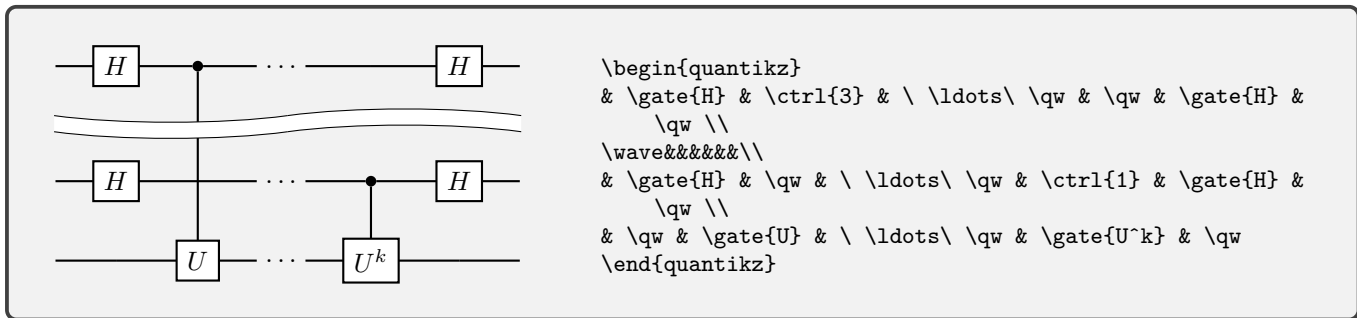 H ··· H
H ··· H
U ··· U^k
\begin{quantikz}
& \gate{H} & \ctrl{3} & \ \ldots\ \qw & \qw & \gate{H} &
\qw \\
\wave&&&&&&\\
& \gate{H} & \qw & \ \ldots\ \qw & \ctrl{1} & \gate{H} &
\qw \\
& \qw & \gate{U} & \ \ldots\ \qw & \gate{U^k} & \qw
\end{quantikz}